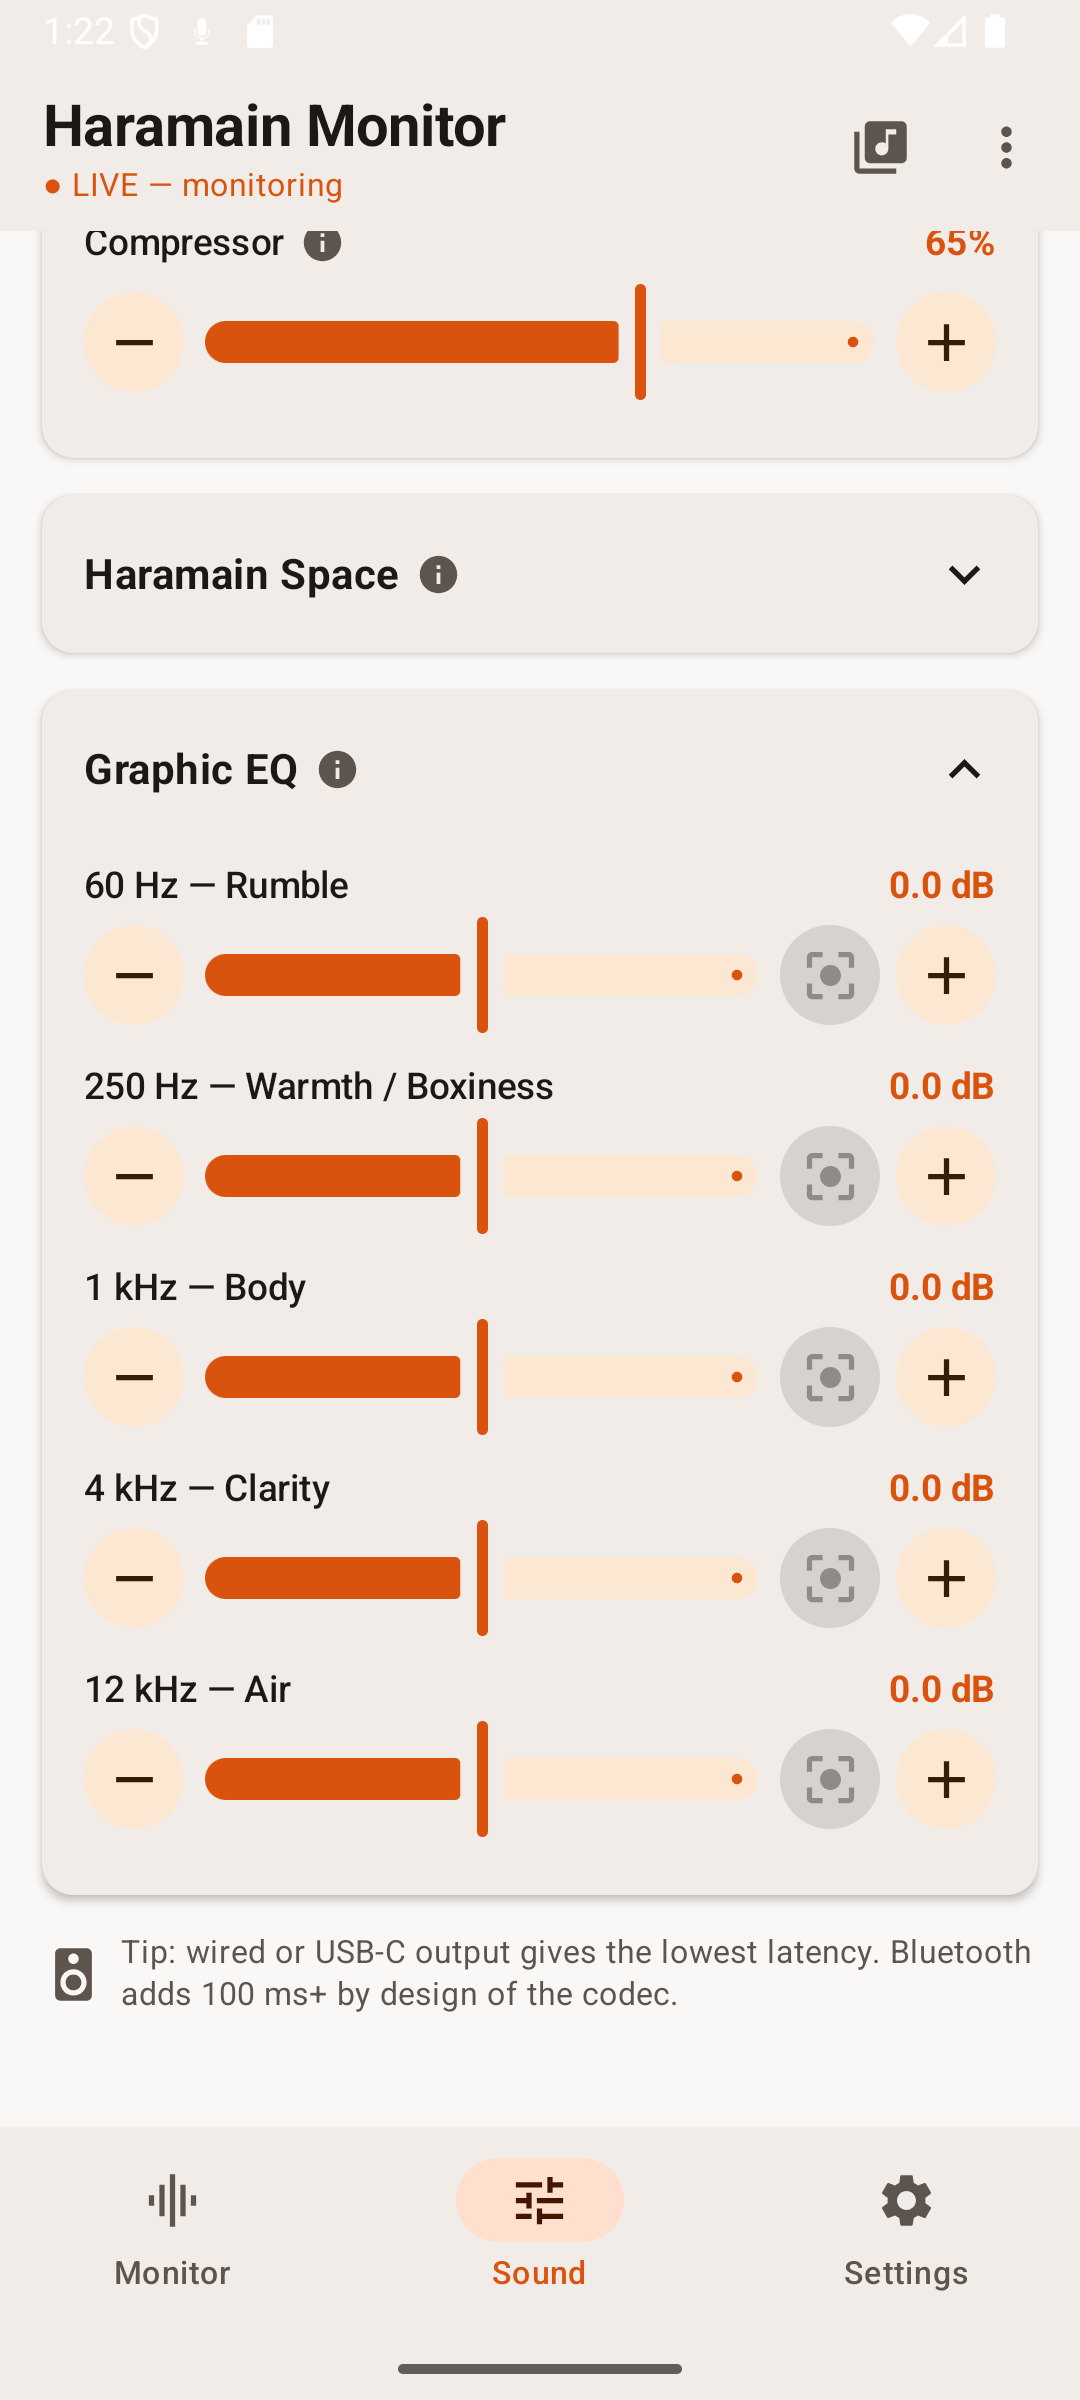 1:22
Haramain Monitor
• LIVE — monitoring
Compressor 65%
Haramain Space
Graphic EQ
60 Hz — Rumble 0.0 dB
250 Hz — Warmth / Boxiness 0.0 dB
1 kHz — Body 0.0 dB
4 kHz — Clarity 0.0 dB
12 kHz — Air 0.0 dB
Tip: wired or USB-C output gives the lowest latency. Bluetooth
adds 100 ms+ by design of the codec.
Monitor Sound Settings